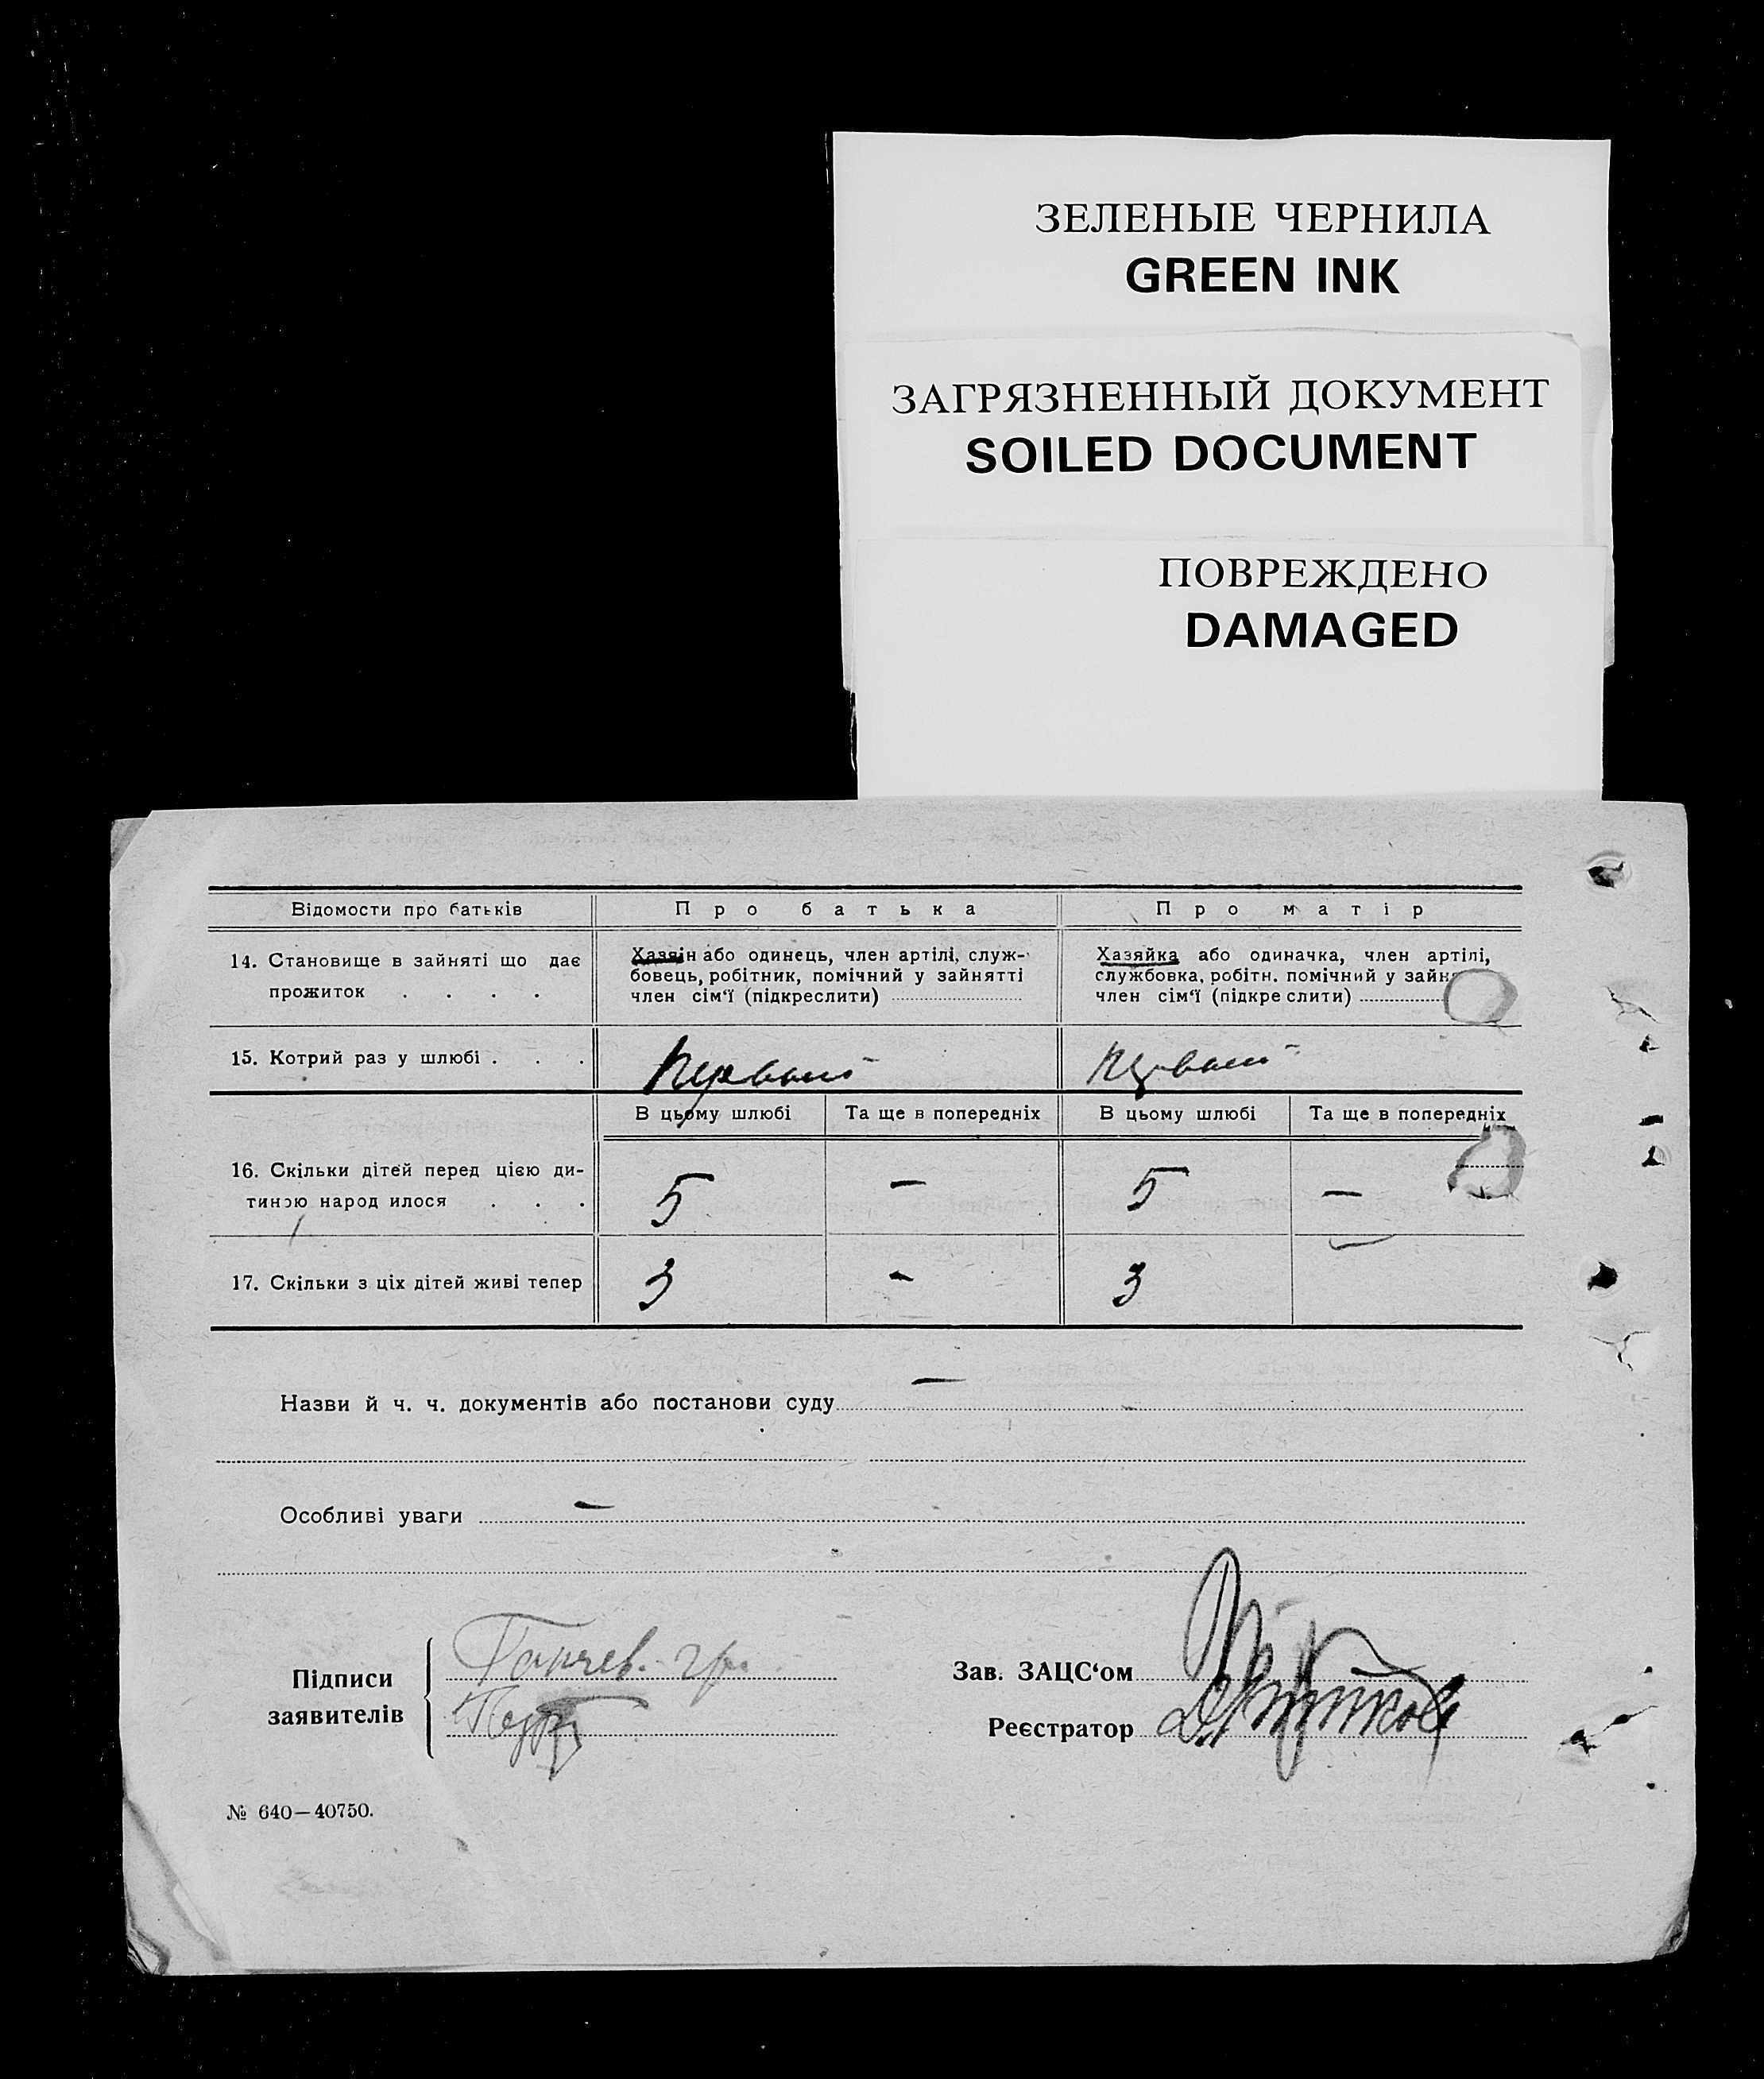 ЗЕЛЕНЫЕ ЧЕРНИЛА
GREEN INK
ЗАГРЯЗНЕННЫЙ ДОКУМЕНТ
SOILED DOCUMENT
ПОВРЕЖДЕНО
DAMAGED
Відомости про батьків
Про батька
Про матір
14. Становище в зайняті що дає
прожиток . . . .
Хазяін або одинець, член артілі, служ-
бовець, робітник, помічний у зайнятті
член сім'ї (підкреслити)
Хазяйка або одиначка, член артілі,
службовка, робітн. помічний у зайн
член сім'ї (підкреслити)
15. Котрий раз у шлюбі . . .
первый
первый
В цьому шлюбі
Та ще в попередніх
В цьому шлюбі
Та ще в попередніх
16. Скільки дітей перед цією ди-
тиною народилося . . .
5
—
5
—
17. Скільки з ціх дітей живі тепер
3
-
3
Назви й ч. ч. документів або постанови суду —
Особливі уваги —
Підписи
заявителів
Зав. ЗАЦС'ом
Реєстратор
№ 640—40750.